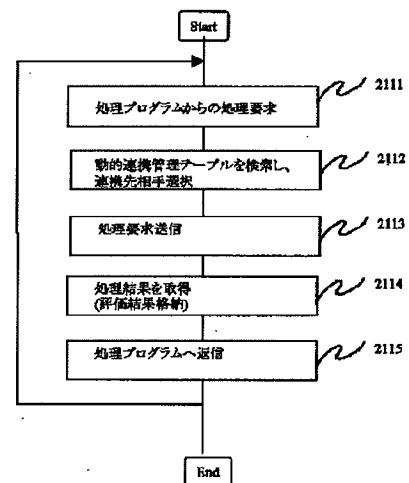 Start
処理プログラムからの処理要求
2111
動的連携管理テーブルを検索し、
連携先相手選択
2112
処理要求送信
2113
処理結果を取得
(評価結果格納)
2114
処理プログラムへ返信
2115
End